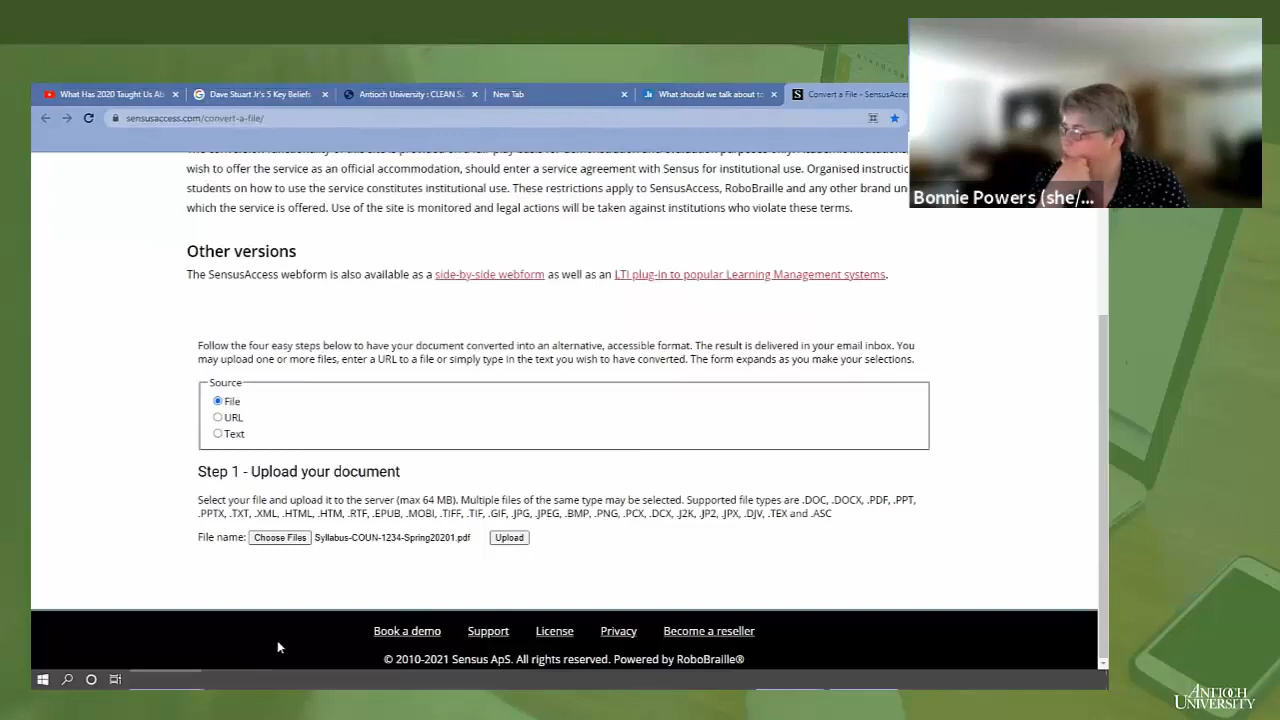 What Has 2020 Taught Us Ab
Dave Stuart Jr's 5 Key Beliefs
Antioch University : CLEAN Sa
New Tab
What should we talk about to
Convert a File - SensusAccess
sensusaccess.com/convert-a-file/
wish to offer the service as an official accommodation, should enter a service agreement with Sensus for institutional use. Organised instructic
students on how to use the service constitutes institutional use. These restrictions apply to SensusAccess, RoboBraille and any other brand un
which the service is offered. Use of the site is monitored and legal actions will be taken against institutions who violate these terms.
Bonnie Powers (she/...
Other versions
The SensusAccess webform is also available as a side-by-side webform as well as an LTI plug-in to popular Learning Management systems.
Follow the four easy steps below to have your document converted into an alternative, accessible format. The result is delivered in your email inbox. You
may upload one or more files, enter a URL to a file or simply type in the text you wish to have converted. The form expands as you make your selections.
Source
File
URL
Text
Step 1 - Upload your document
Select your file and upload it to the server (max 64 MB). Multiple files of the same type may be selected. Supported file types are .DOC, .DOCX, .PDF, .PPT,
.PPTX, .TXT, .XML, .HTML, .HTM, .RTF, .EPUB, .MOBI, .TIFF, .TIF, .GIF, .JPG, .JPEG, .BMP, .PNG, .PCX, .DCX, .J2K, .JP2, .JPX, .DJV, .TEX and .ASC
File name: Choose Files Syllabus-COUN-1234-Spring20201.pdf Upload
Book a demo Support License Privacy Become a reseller
© 2010-2021 Sensus ApS. All rights reserved. Powered by RoboBraille®
ANTIOCH
UNIVERSITY